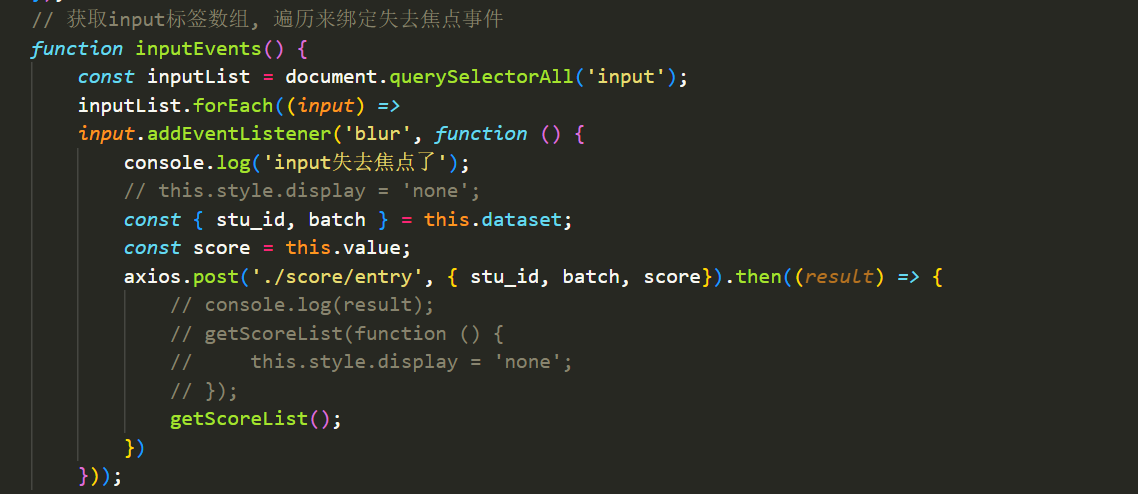 // 获取input标签数组, 遍历来绑定失去焦点事件
function inputEvents() {
const inputList = document.querySelectorAll('input');
inputList.forEach((input) =>
input.addEventListener('blur', function () {
console.log('input失去焦点了');
// this.style.display = 'none';
const { stu_id, batch } = this.dataset;
const score = this.value;
axios.post('./score/entry', { stu_id, batch, score}).then((result) => {
// console.log(result);
// getScoreList(function () {
//     this.style.display = 'none';
// });
getScoreList();
})
}));